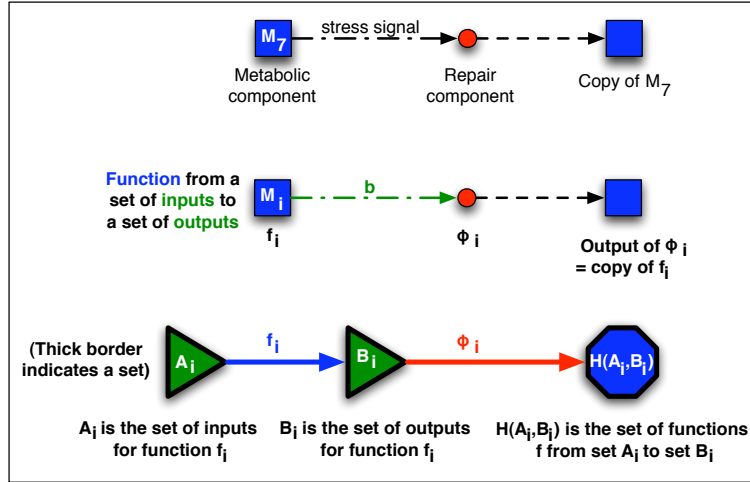 M7 stress signal
Metabolic component
Repair component
Copy of M7
Function from a
set of inputs to
a set of outputs
Mi b
fi
Φi
Output of Φi
= copy of fi
(Thick border
indicates a set)
Ai fi Bi Φi H(Ai,Bi)
Ai is the set of inputs
for function fi
Bi is the set of outputs
for function fi
H(Ai,Bi) is the set of functions
f from set Ai to set Bi